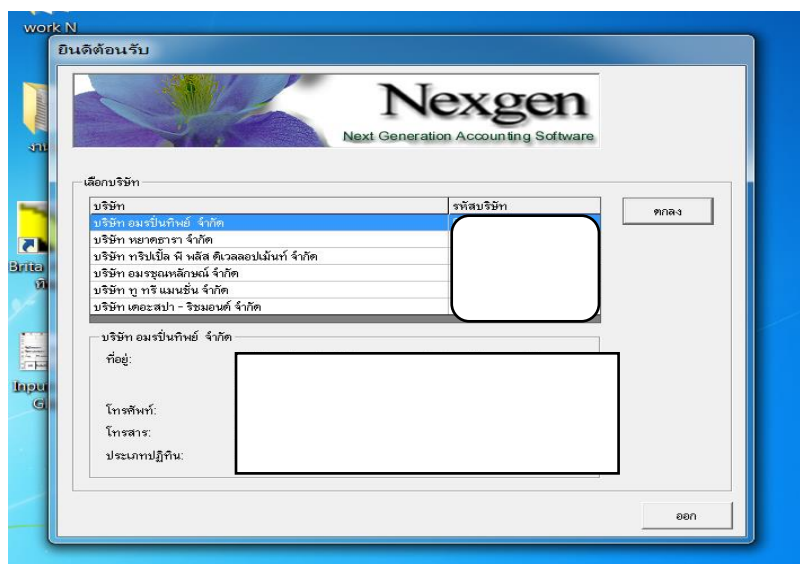 work N
ยินดีต้อนรับ
Nexgen
Next Generation Accounting Software
เลือกบริษัท
บริษัท รหัสบริษัท
ตกลง
บริษัท อมรปิ่นทิพย์ จำกัด
บริษัท หยาดธารา จำกัด
บริษัท ทริปเปิ้ล พี พลัส ดีเวลลอปเม้นท์ จำกัด
บริษัท อมรชุณหลักษณ์ จำกัด
บริษัท ทู ทรี แมนชั่น จำกัด
บริษัท เดอะสปา - ริชมอนด์ จำกัด
บริษัท อมรปิ่นทิพย์ จำกัด
ที่อยู่:
โทรศัพท์:
โทรสาร:
ประเภทปฏิทิน:
ออก
งาน
Brita
Inpu